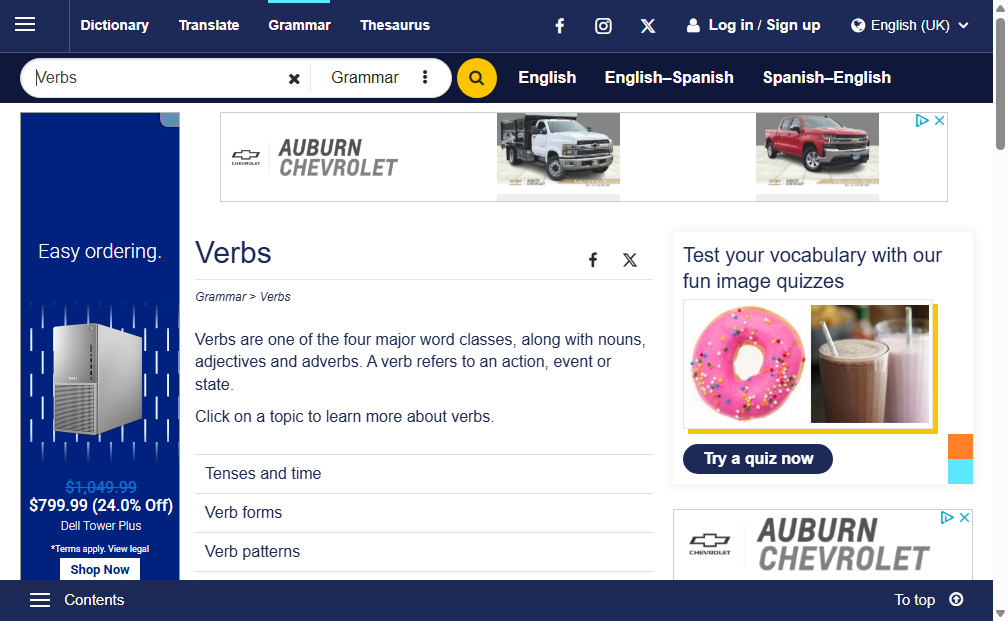 Dictionary Translate Grammar Thesaurus Log in / Sign up English (UK)
Verbs Grammar English English–Spanish Spanish–English
AUBURN
CHEVROLET
CHEVROLET
Easy ordering.
DELL
$1,049.99
$799.99 (24.0% Off)
Dell Tower Plus
*Terms apply. View legal
Shop Now
Verbs
Grammar > Verbs
Verbs are one of the four major word classes, along with nouns,
adjectives and adverbs. A verb refers to an action, event or
state.
Click on a topic to learn more about verbs.
Tenses and time
Verb forms
Verb patterns
Test your vocabulary with our
fun image quizzes
Try a quiz now
AUBURN
CHEVROLET
CHEVROLET
Contents To top